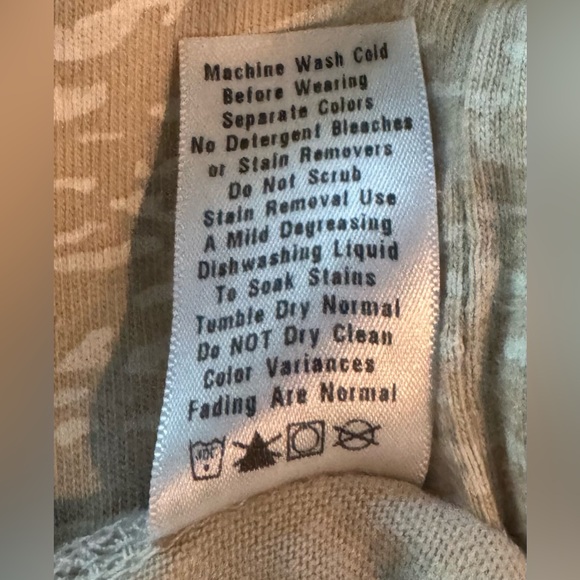 Machine Wash Cold
Before Wearing
Separate Colors
No Detergent Bleaches
or Stain Removers
Do Not Scrub
Stain Removal Use
A Mild Degreasing
Dishwashing Liquid
To Soak Stains
Tumble Dry Normal
Do NOT Dry Clean
Color Variances
Fading Are Normal